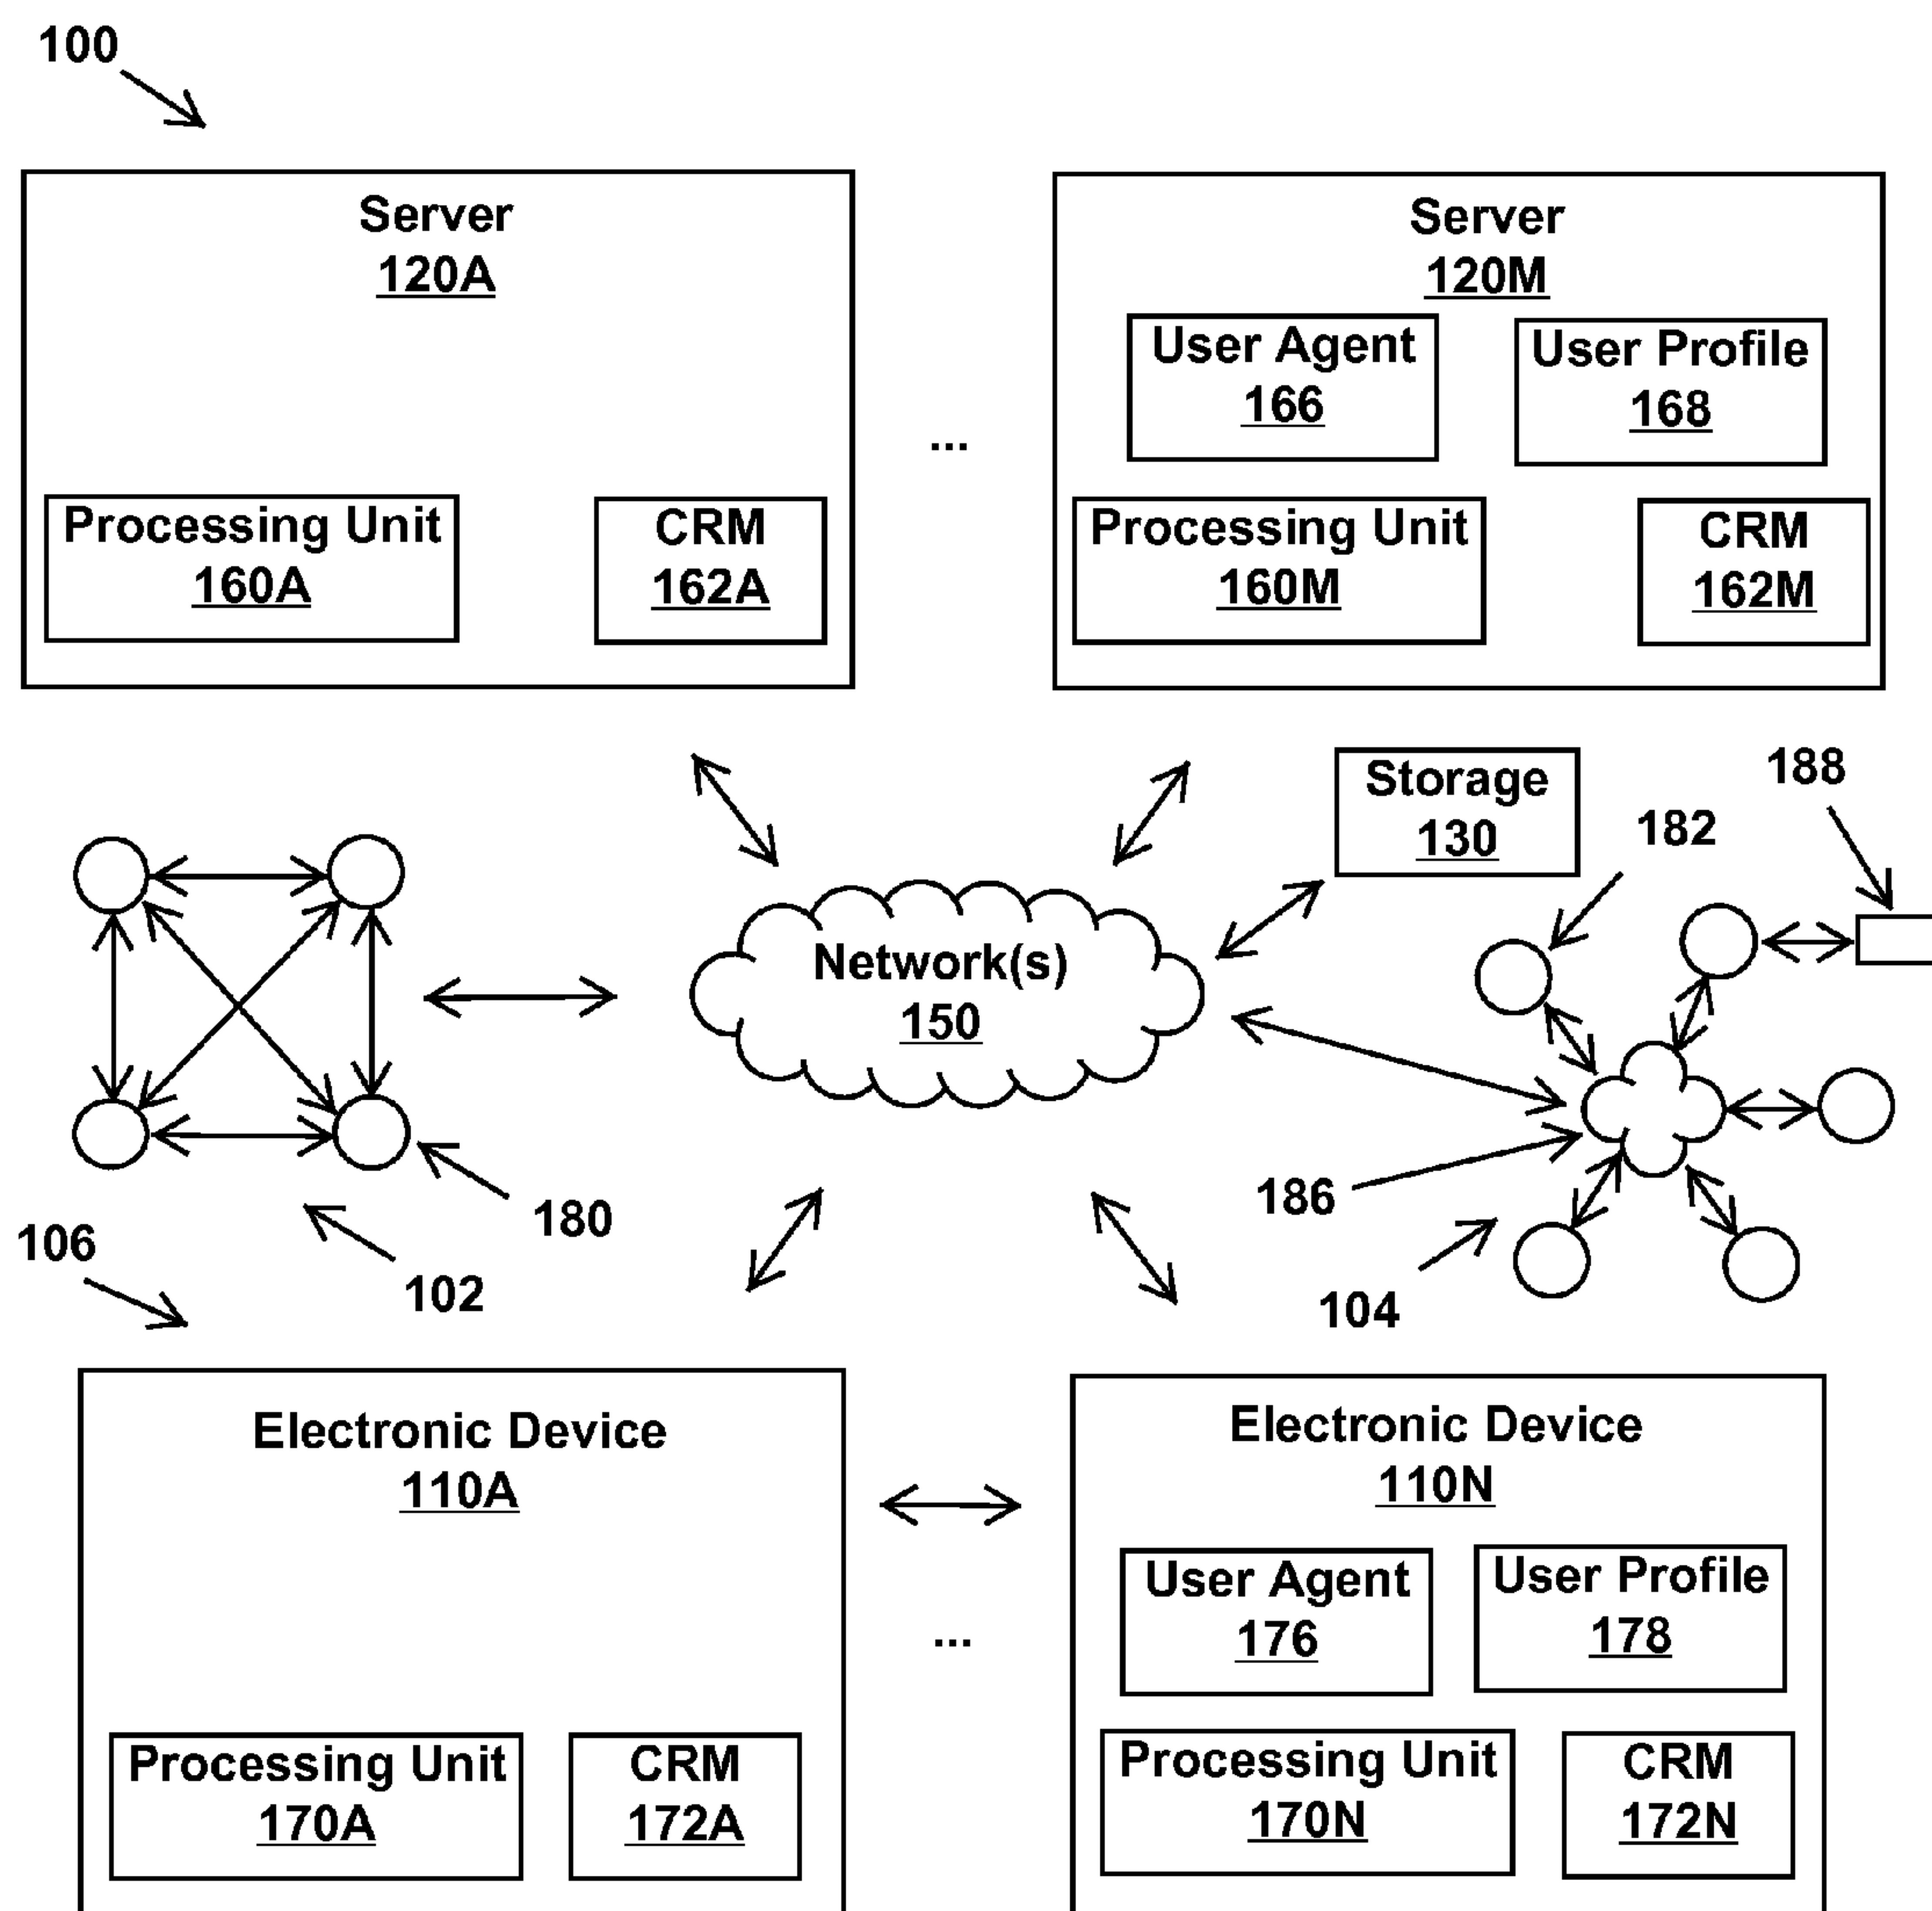 100
Server
120A
Processing Unit
160A
CRM
162A
...
Server
120M
User Agent
166
User Profile
168
Processing Unit
160M
CRM
162M
Storage
130
188
182
Network(s)
150
180
102
106
186
104
Electronic Device
110A
Processing Unit
170A
CRM
172A
...
Electronic Device
110N
User Agent
176
User Profile
178
Processing Unit
170N
CRM
172N